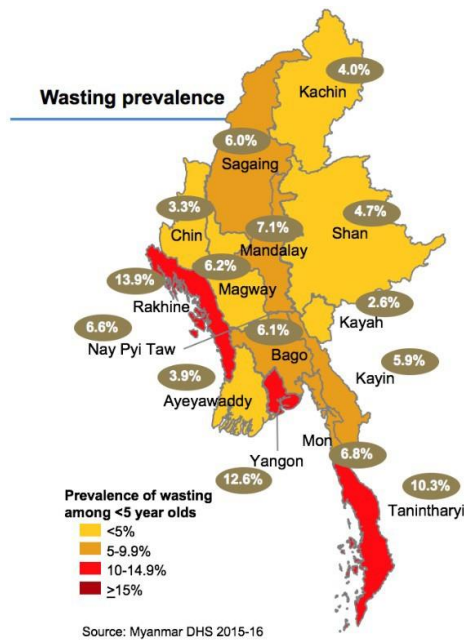 Wasting prevalence
4.0%
Kachin
6.0%
Sagaing
3.3%
Chin
7.1%
Mandalay
4.7%
Shan
6.2%
Magway
13.9%
Rakhine
2.6%
Kayah
6.6%
Nay Pyi Taw
6.1%
Bago
5.9%
Kayin
3.9%
Ayeyawaddy
Mon
6.8%
Yangon
12.6%
10.3%
Tanintharyi
Prevalence of wasting
among <5 year olds
<5%
5-9.9%
10-14.9%
≥15%
Source: Myanmar DHS 2015-16